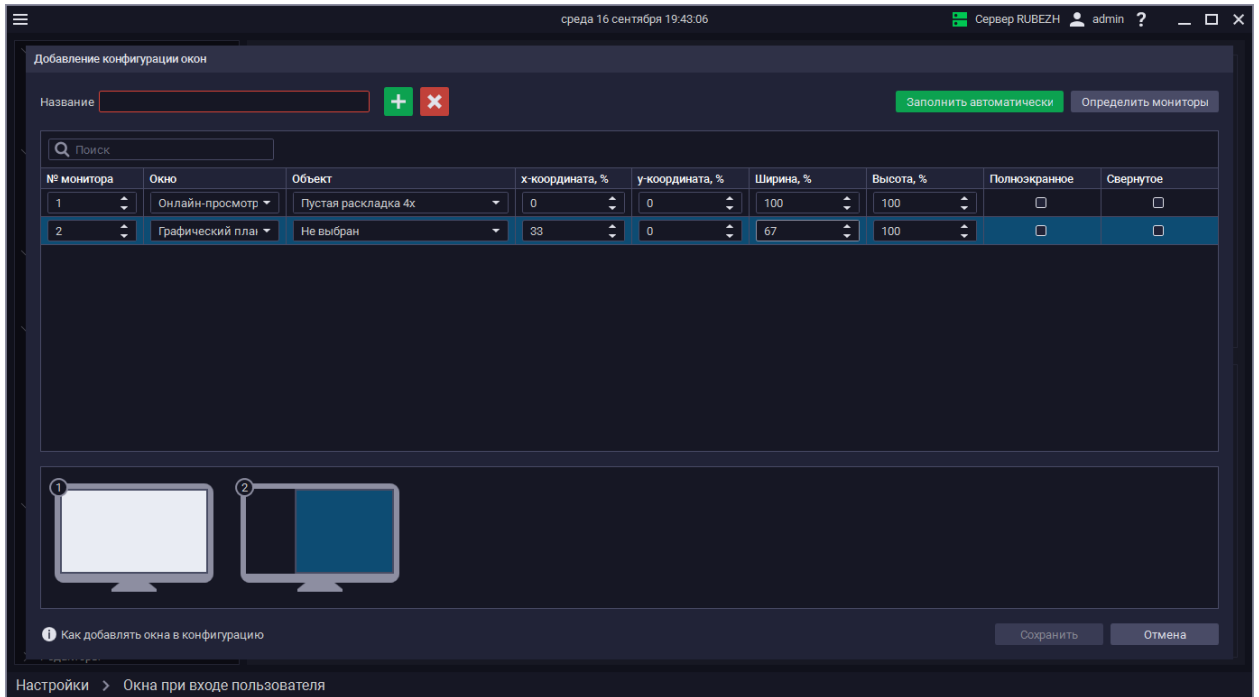 среда 16 сентября 19:43:06 Сервер RUBEZH admin ?
Добавление конфигурации окон
Название Заполнить автоматически Определить мониторы
Поиск
№ монитора Окно Объект x-координата, % y-координата, % Ширина, % Высота, % Полноэкранное Свернутое
1 Онлайн-просмотр Пустая раскладка 4x 0 0 100 100
2 Графический план Не выбран 33 0 67 100
1 2
Как добавлять окна в конфигурацию Сохранить Отмена
Настройки > Окна при входе пользователя